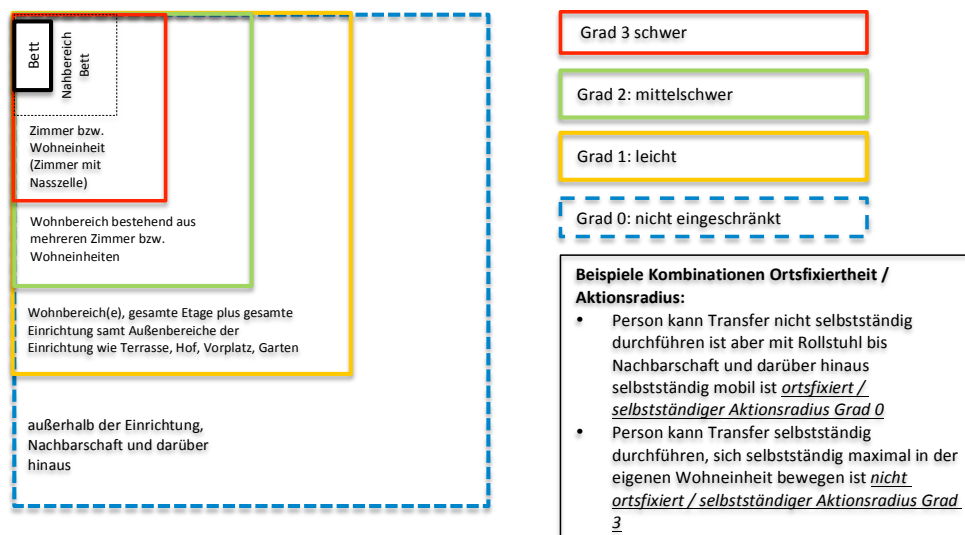 Bett
Nahbereich
Bett
Zimmer bzw.
Wohneinheit
(Zimmer mit
Nasszelle)
Wohnbereich bestehend aus
mehreren Zimmer bzw.
Wohneinheiten
Wohnbereich(e), gesamte Etage plus gesamte
Einrichtung samt Außenbereiche der
Einrichtung wie Terrasse, Hof, Vorplatz, Garten
außerhalb der Einrichtung,
Nachbarschaft und darüber
hinaus
Grad 3 schwer
Grad 2: mittelschwer
Grad 1: leicht
Grad 0: nicht eingeschränkt
Beispiele Kombinationen Ortsfixiertheit /
Aktionsradius:
• Person kann Transfer nicht selbstständig
durchführen ist aber mit Rollstuhl bis
Nachbarschaft und darüber hinaus
selbstständig mobil ist ortsfixiert /
selbstständiger Aktionsradius Grad 0
• Person kann Transfer selbstständig
durchführen, sich selbstständig maximal in der
eigenen Wohneinheit bewegen ist nicht
ortsfixiert / selbstständiger Aktionsradius Grad
3